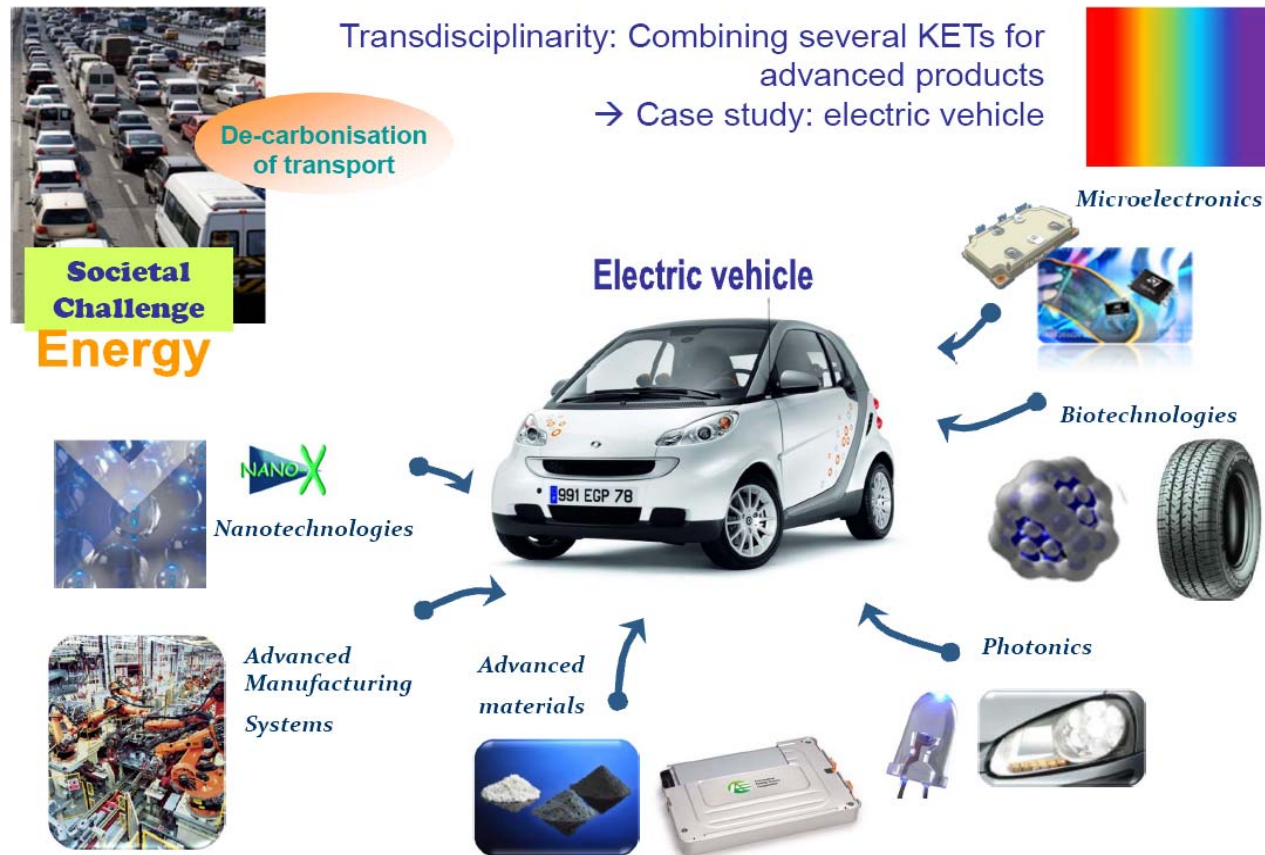 Transdisciplinarity: Combining several KETs for
advanced products
→ Case study: electric vehicle
De-carbonisation
of transport
Societal
Challenge
Energy
Microelectronics
Electric vehicle
Biotechnologies
991 EGP 78
NANO-X
Nanotechnologies
Advanced
Manufacturing
Systems
Advanced
materials
Photonics